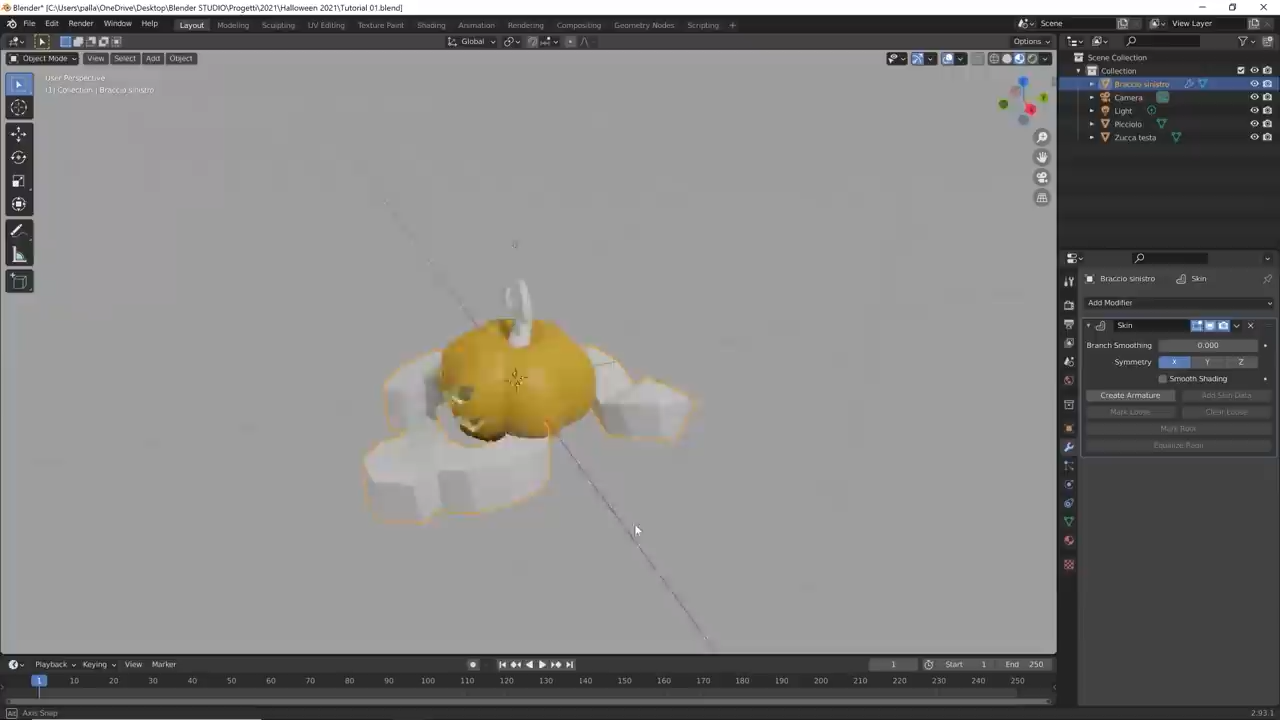 Blender* [C:\Users\palla\OneDrive\Desktop\Blender STUDIO\Progetti\2021\Halloween 2021\Tutorial 01.blend]
File Edit Render Window Help Layout Modeling Sculpting UV Editing Texture Paint Shading Animation Rendering Compositing Geometry Nodes Scripting Scene View Layer
Global Options
Object Mode View Select Add Object
User Perspective
(1) Collection | Braccio sinistro
Scene Collection
Collection
Braccio sinistro
Camera
Light
Picciolo
Zucca testa
Braccio sinistro Skin
Add Modifier
Skin
Branch Smoothing 0.000
Symmetry X Y Z
Smooth Shading
Create Armature Add Skin Data
Mark Loose Clear Loose
Mark Root
Equalize Radii
Playback Keying View Marker 1 Start 1 End 250
1 10 20 30 40 50 60 70 80 90 100 110 120 130 140 150 160 170 180 190 200 210 220 230 240 250
Axis Snap 2.93.1